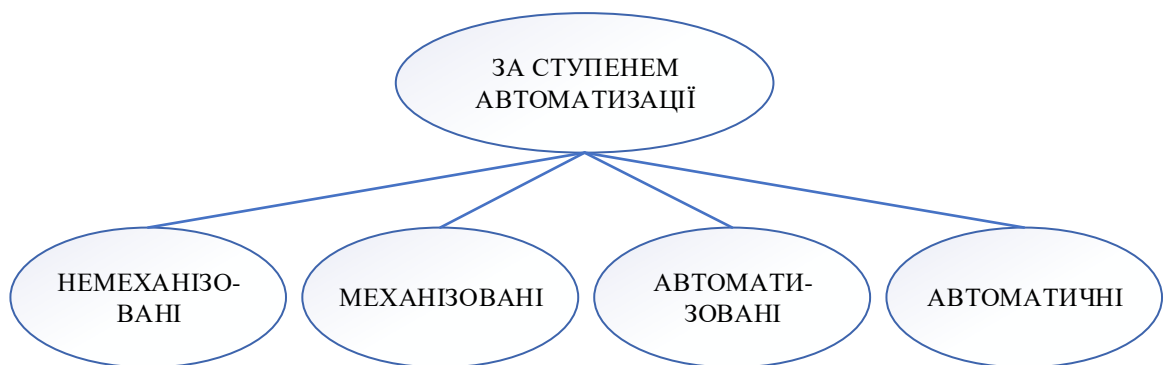 ЗА СТУПЕНЕМ
АВТОМАТИЗАЦІЇ
НЕМЕХАНІЗО-
ВАНІ
МЕХАНІЗОВАНІ
АВТОМАТИ-
ЗОВАНІ
АВТОМАТИЧНІ